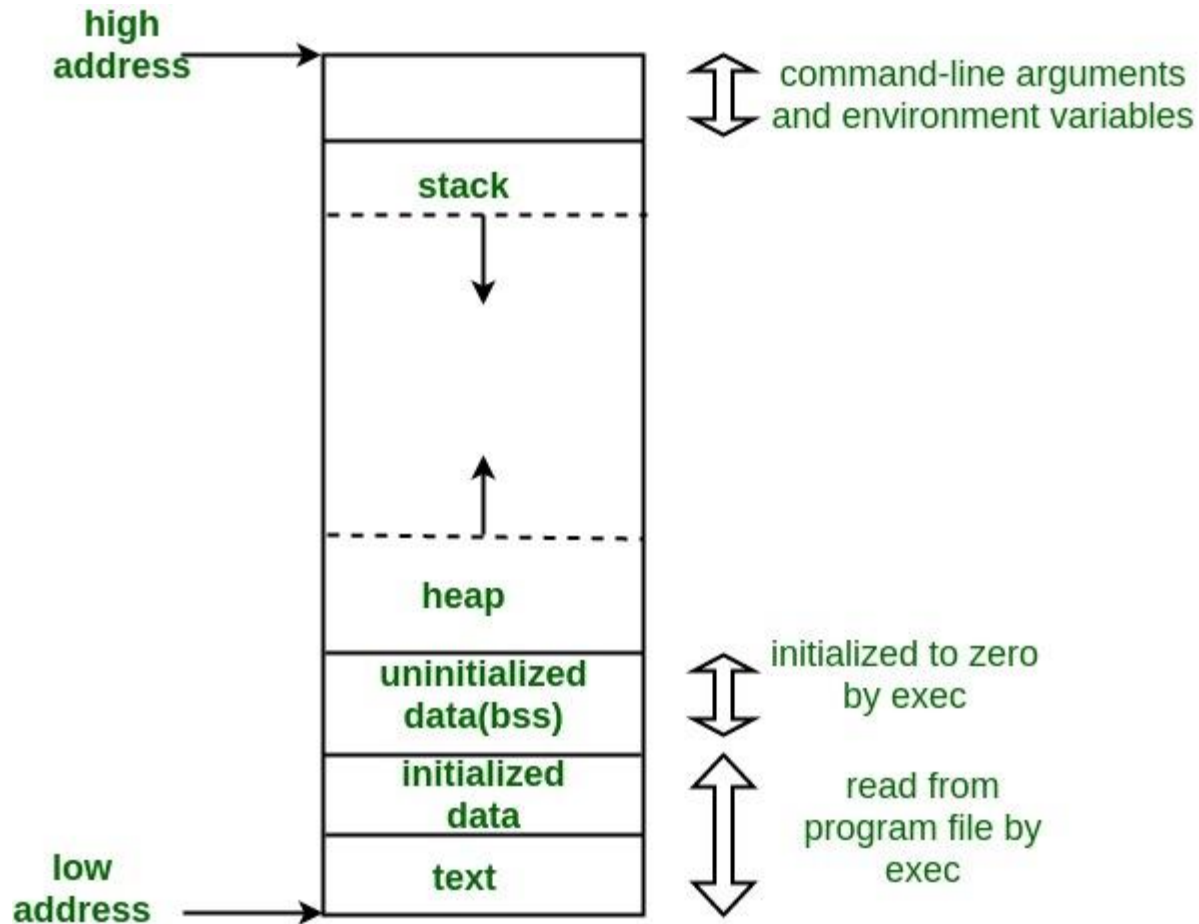 high
address
command-line arguments
and environment variables
stack
heap
uninitialized
data(bss)
initialized to zero
by exec
initialized
data
read from
program file by
exec
text
low
address